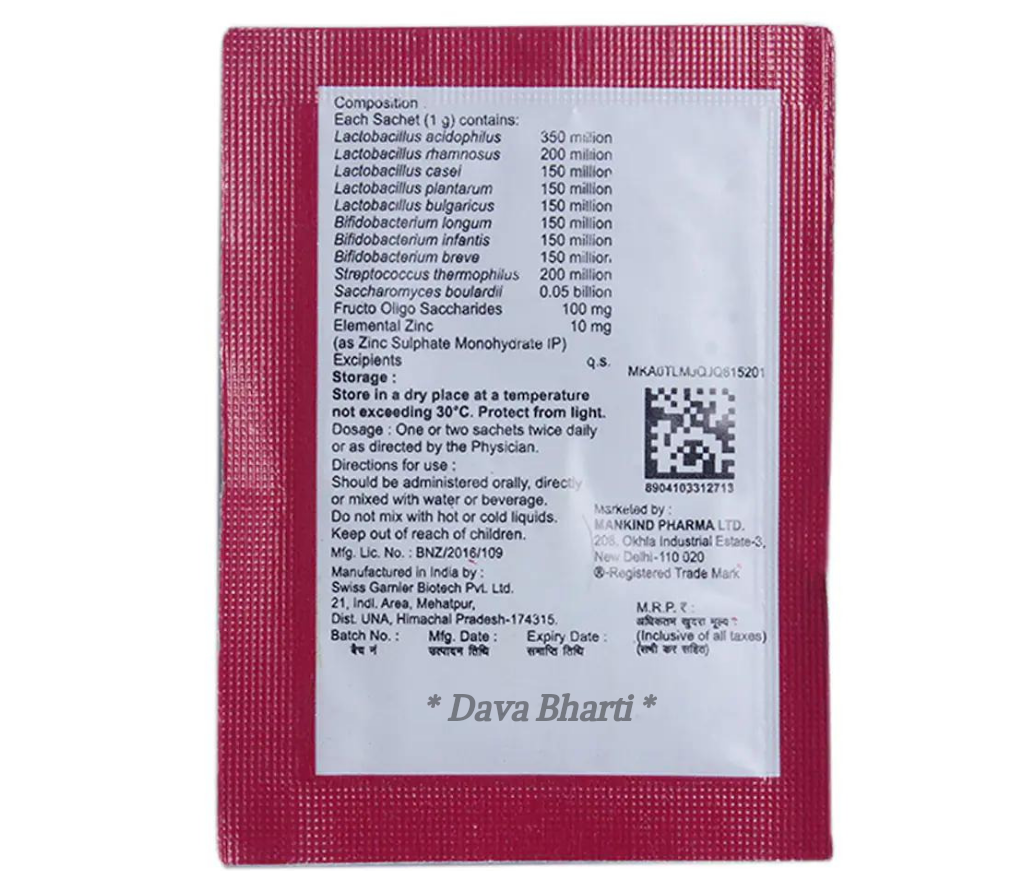 Composition :
Each Sachet (1 g) contains:
Lactobacillus acidophilus 350 million
Lactobacillus rhamnosus 200 million
Lactobacillus casei 150 million
Lactobacillus plantarum 150 million
Lactobacillus bulgaricus 150 million
Bifidobacterium longum 150 million
Bifidobacterium infantis 150 million
Bifidobacterium breve 150 million
Streptococcus thermophilus 200 million
Saccharomyces boulardii 0.05 billion
Fructo Oligo Saccharides 100 mg
Elemental Zinc 10 mg
(as Zinc Sulphate Monohydrate IP)
Excipients q.s.
Storage :
Store in a dry place at a temperature
not exceeding 30°C. Protect from light.
Dosage : One or two sachets twice daily
or as directed by the Physician.
Directions for use :
Should be administered orally, directly
or mixed with water or beverage.
Do not mix with hot or cold liquids.
Keep out of reach of children.
Mfg. Lic. No. : BNZ/2016/109
Manufactured in India by :
Swiss Garnier Biotech Pvt. Ltd.
21, Indl. Area, Mehatpur,
Dist. UNA, Himachal Pradesh-174315.
Batch No. : Mfg. Date : Expiry Date :
बैच नं उत्पादन तिथि समाप्ति तिथि
8904103312713
Marketed by :
MANKIND PHARMA LTD.
208, Okhla Industrial Estate-3,
New Delhi-110 020
®-Registered Trade Mark
M.R.P. ₹ :
अधिकतम खुदरा मूल्य ₹
(Inclusive of all taxes)
(सभी कर सहित)
* Dava Bharti *